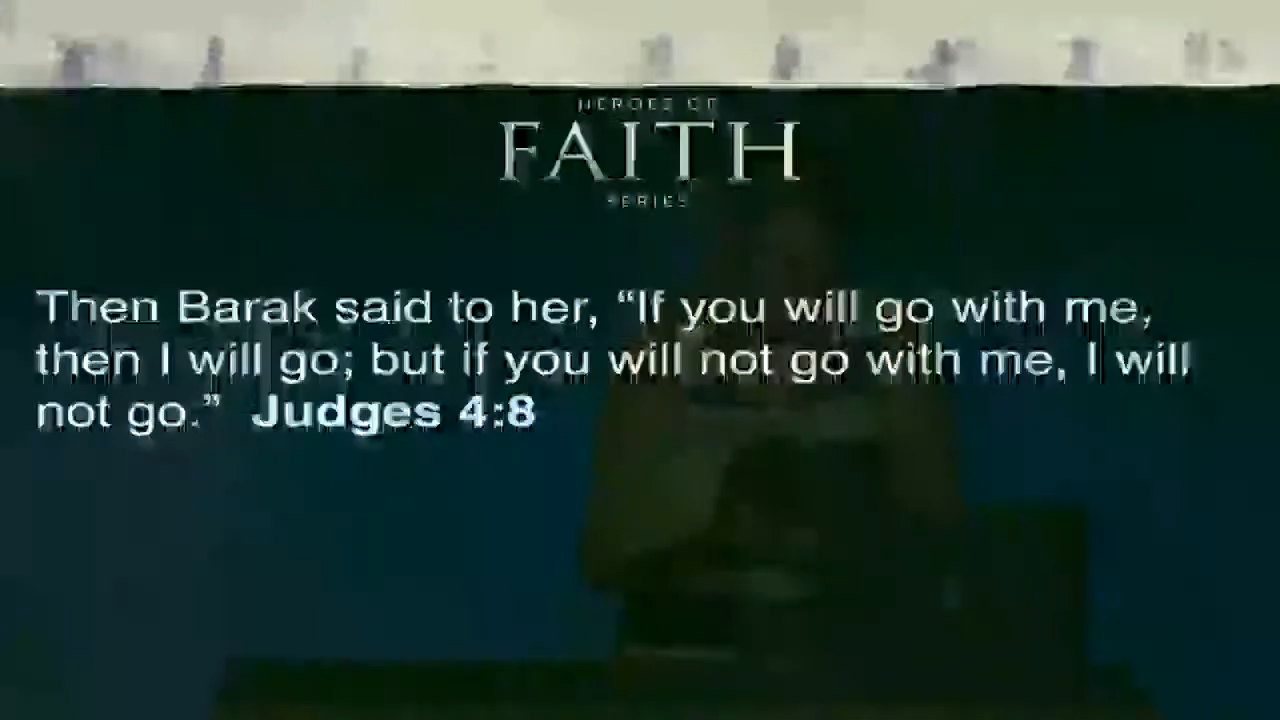 HEROES OF
FAITH
SERIES
Then Barak said to her, “If you will go with me,
then I will go; but if you will not go with me, I will
not go.” Judges 4:8